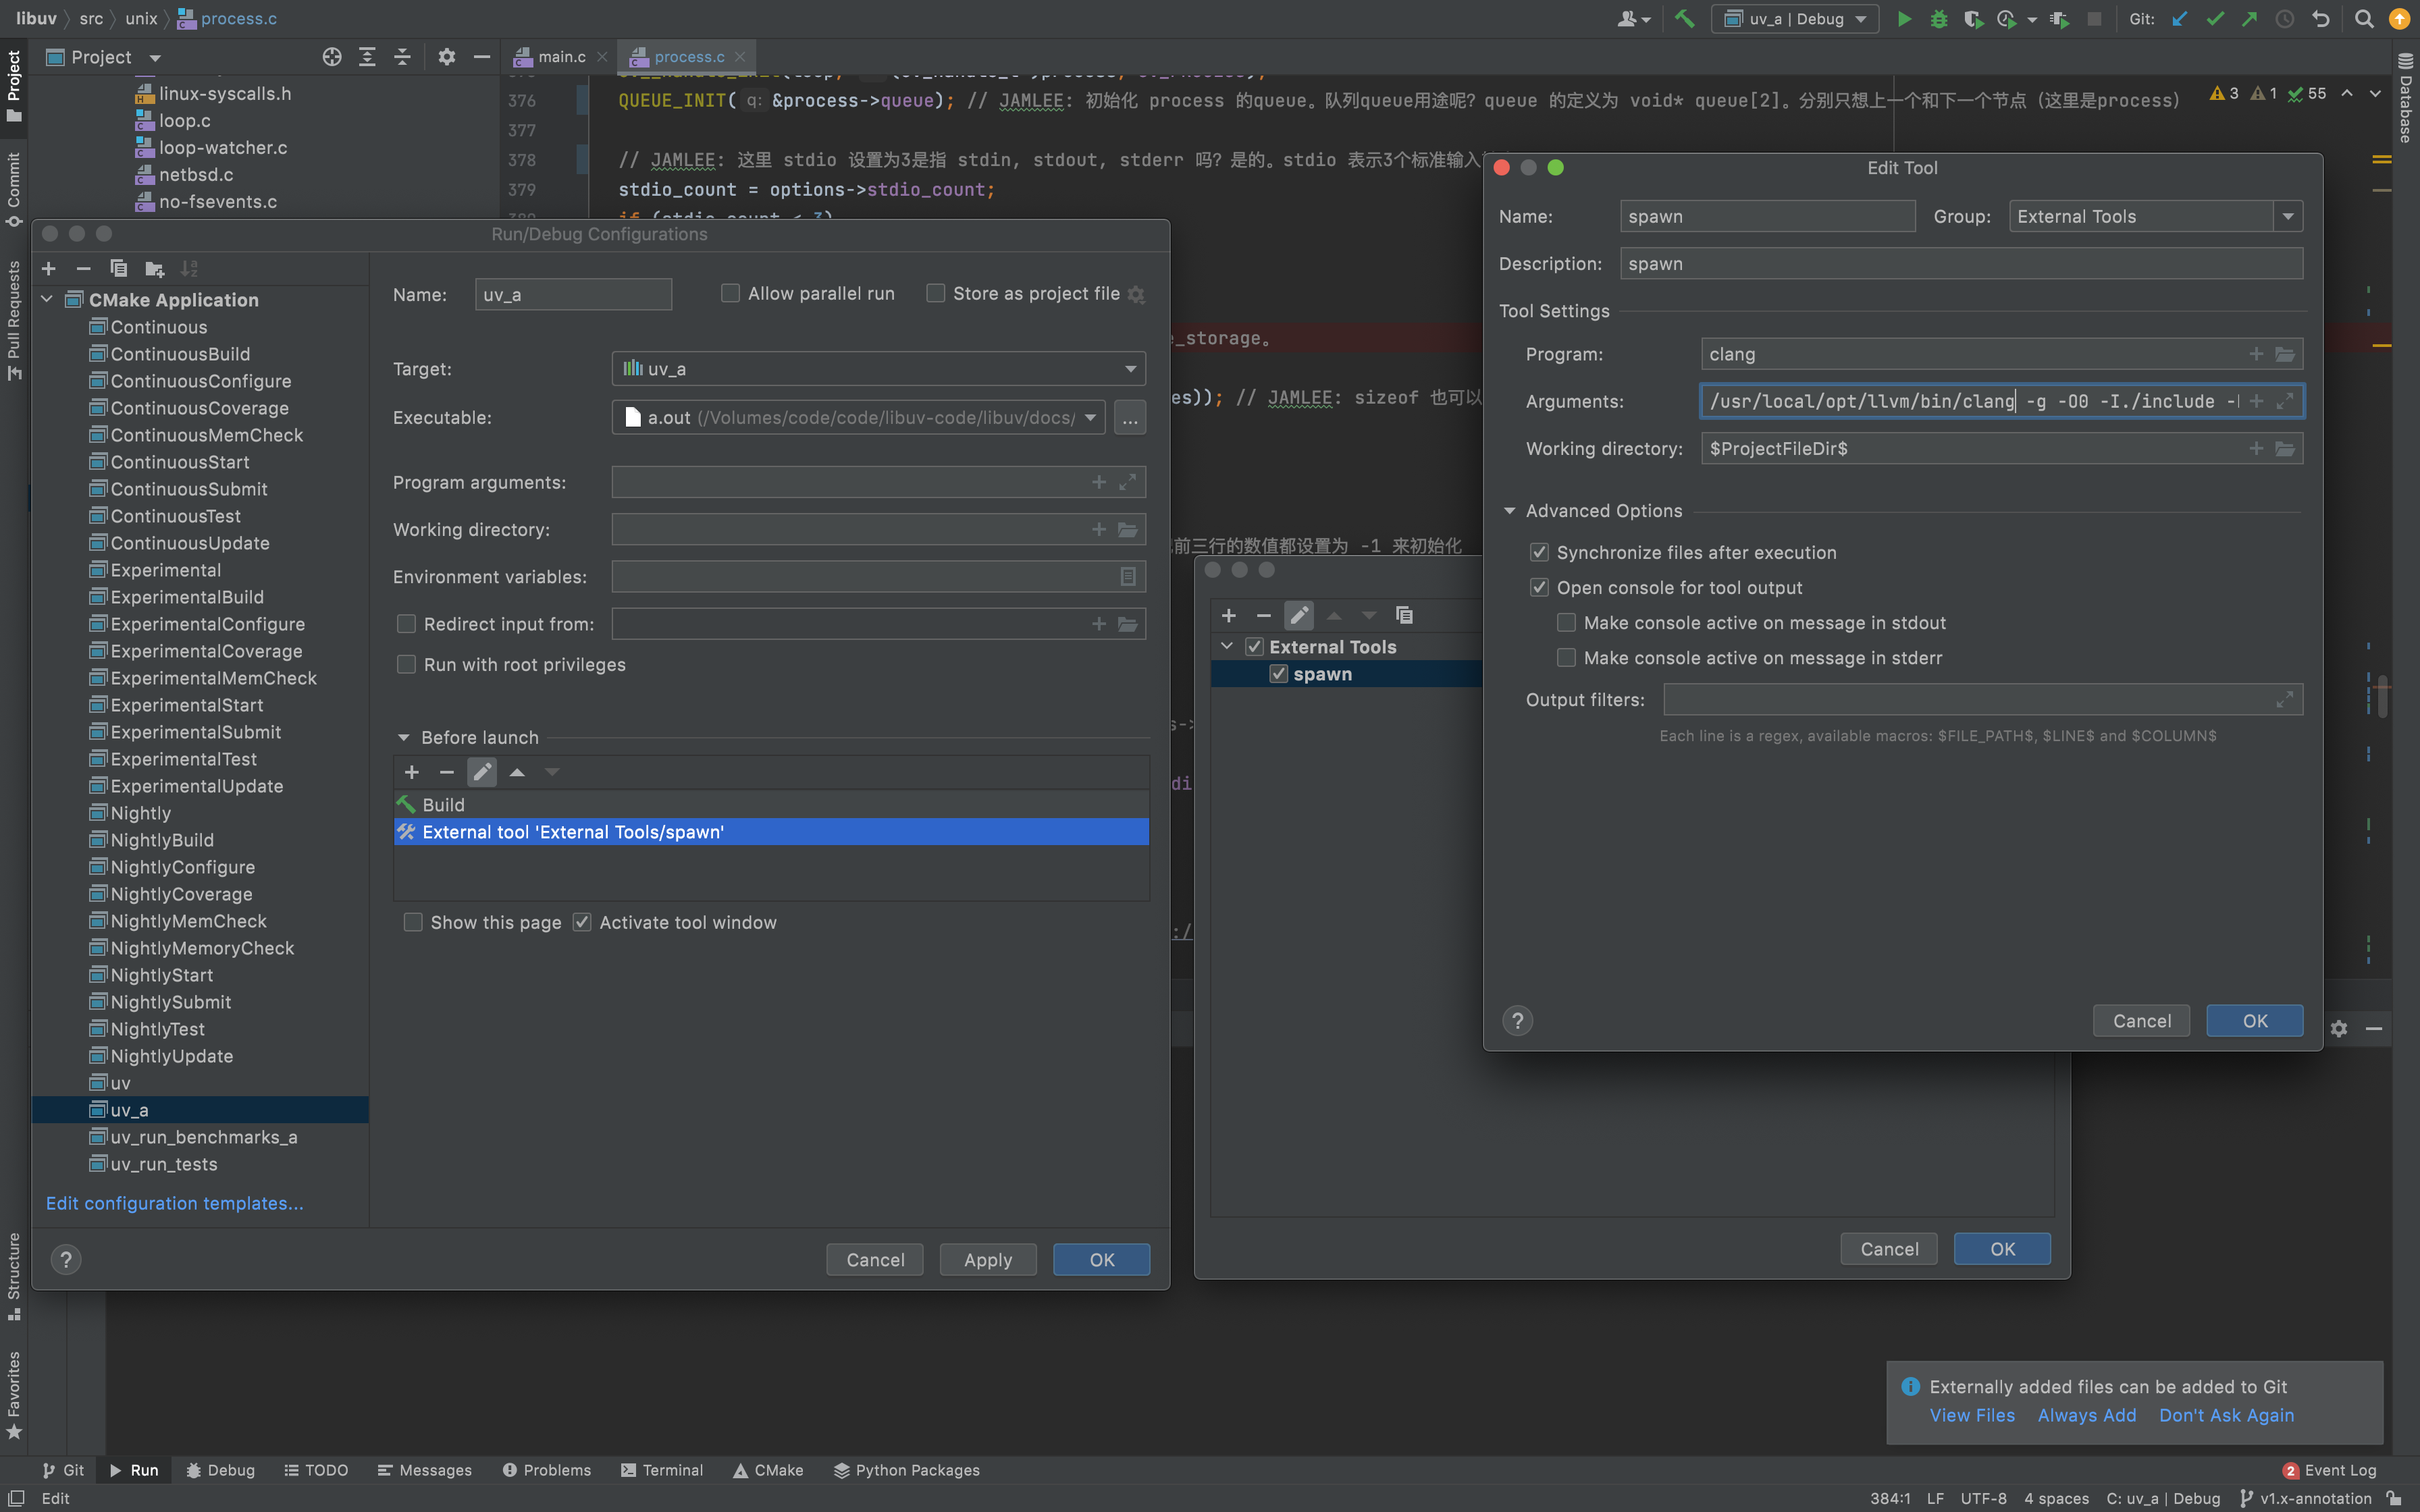 libuv
src
unix
process.c
uv_a | Debug
Git:
Project
main.c
process.c
linux-syscalls.h
loop.c
loop-watcher.c
netbsd.c
no-fsevents.c
376
QUEUE_INIT( q: &process->queue); // JAMLEE: 初始化 process 的queue。队列queue用途呢？queue 的定义为 void* queue[2]。分别只想上一个和下一个节点（这里是process）
3
1
55
377
378
// JAMLEE: 这里 stdio 设置为3是指 stdin, stdout, stderr 吗？是的。stdio 表示3个标准输入
379
stdio_count = options->stdio_count;
Project
Commit
Pull Requests
Structure
Favorites
Database
Run/Debug Configurations
CMake Application
Continuous
ContinuousBuild
ContinuousConfigure
ContinuousCoverage
ContinuousMemCheck
ContinuousStart
ContinuousSubmit
ContinuousTest
ContinuousUpdate
Experimental
ExperimentalBuild
ExperimentalConfigure
ExperimentalCoverage
ExperimentalMemCheck
ExperimentalStart
ExperimentalSubmit
ExperimentalTest
ExperimentalUpdate
Nightly
NightlyBuild
NightlyConfigure
NightlyCoverage
NightlyMemCheck
NightlyMemoryCheck
NightlyStart
NightlySubmit
NightlyTest
NightlyUpdate
uv
uv_a
uv_run_benchmarks_a
uv_run_tests
Edit configuration templates...
Name:
uv_a
Allow parallel run
Store as project file
Target:
uv_a
Executable:
a.out (/Volumes/code/code/libuv-code/libuv/docs/
...
Program arguments:
Working directory:
Environment variables:
Redirect input from:
Run with root privileges
Before launch
Build
External tool 'External Tools/spawn'
Show this page
Activate tool window
?
Cancel
Apply
OK
e_storage。
es)); // JAMLEE: sizeof 也可以
前三行的数值都设置为 -1 来初始化
s->
di
:/
External Tools
spawn
Cancel
OK
Edit Tool
Name:
spawn
Group:
External Tools
Description:
spawn
Tool Settings
Program:
clang
Arguments:
/usr/local/opt/llvm/bin/clang -g -O0 -I./include -
Working directory:
$ProjectFileDir$
Advanced Options
Synchronize files after execution
Open console for tool output
Make console active on message in stdout
Make console active on message in stderr
Output filters:
Each line is a regex, available macros: $FILE_PATH$, $LINE$ and $COLUMN$
?
Cancel
OK
Externally added files can be added to Git
View Files
Always Add
Don't Ask Again
Git
Run
Debug
TODO
Messages
Problems
Terminal
CMake
Python Packages
2
Event Log
Edit
384:1
LF
UTF-8
4 spaces
C: uv_a | Debug
v1.x-annotation